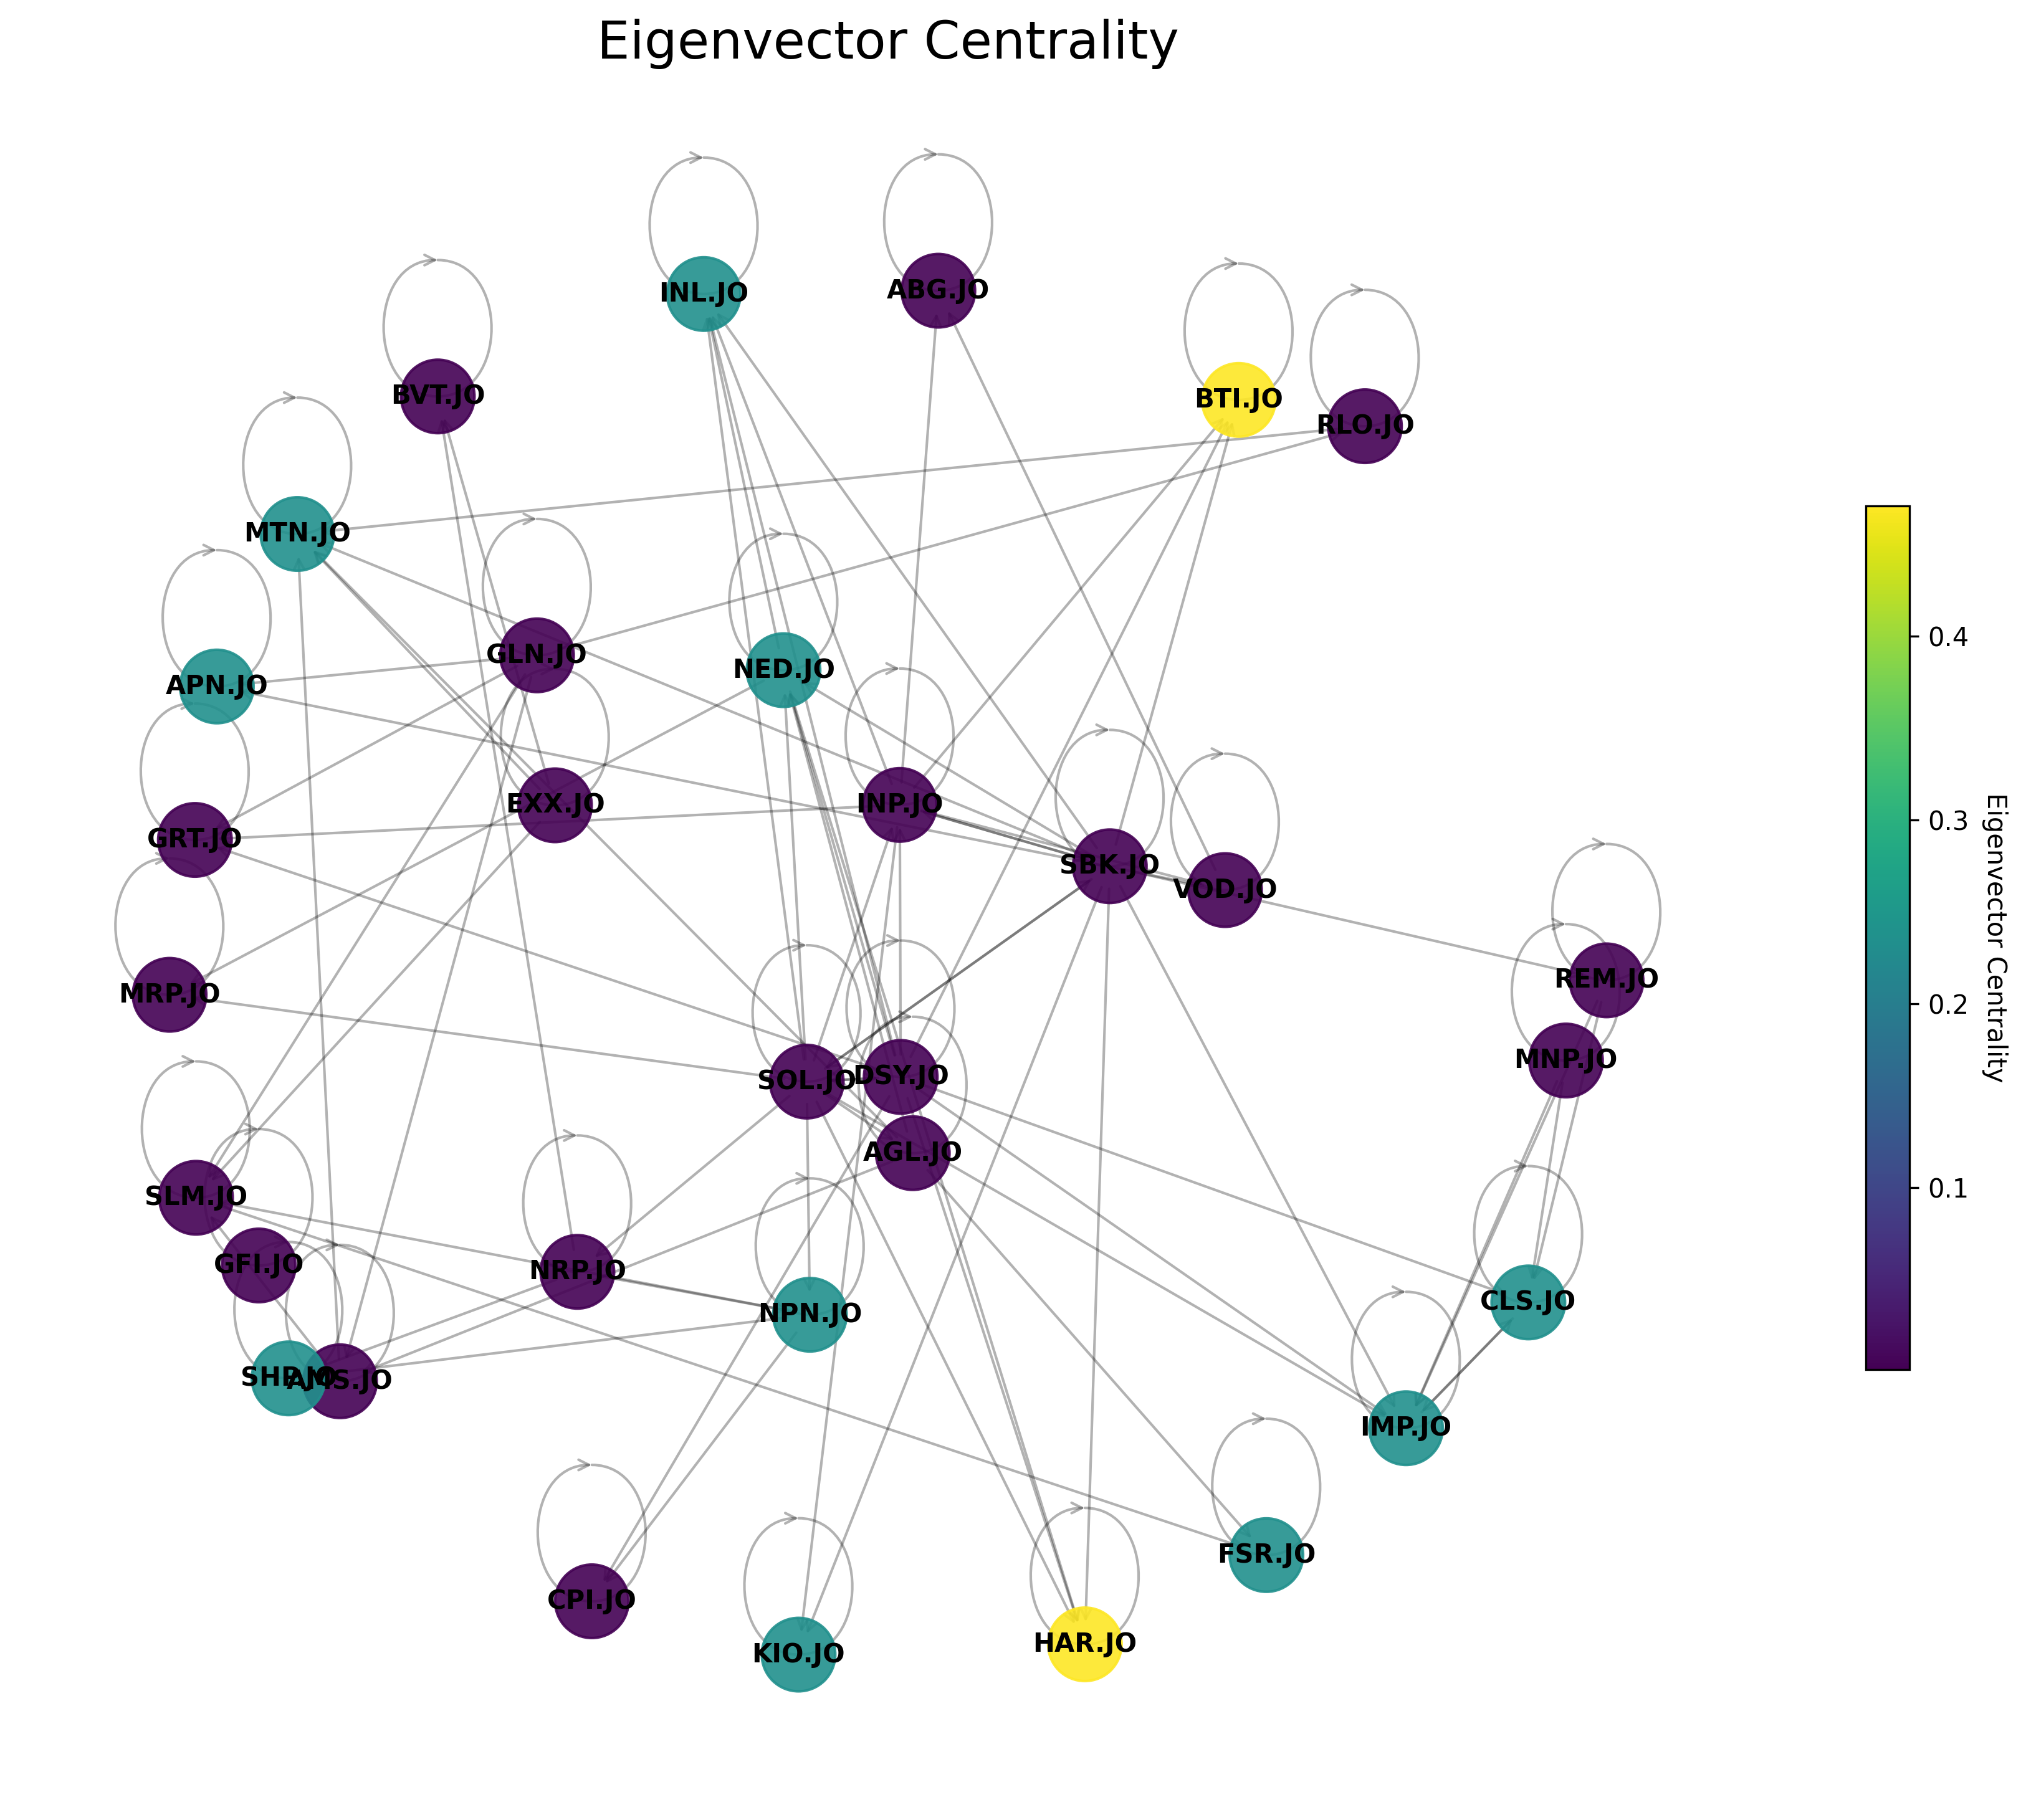 Eigenvector Centrality
INL.JO
ABG.JO
BVT.JO
BTI.JO
RLO.JO
MTN.JO
GLN.JO
NED.JO
APN.JO
EXX.JO
INP.JO
GRT.JO
SBK.JO
VOD.JO
REM.JO
MRP.JO
MNP.JO
SOL.JO
DSY.JO
AGL.JO
SLM.JO
GFI.JO
NRP.JO
NPN.JO
CLS.JO
SHP.JO
AMS.JO
IMP.JO
FSR.JO
CPI.JO
KIO.JO
HAR.JO
0.4
0.3
0.2
0.1
Eigenvector Centrality